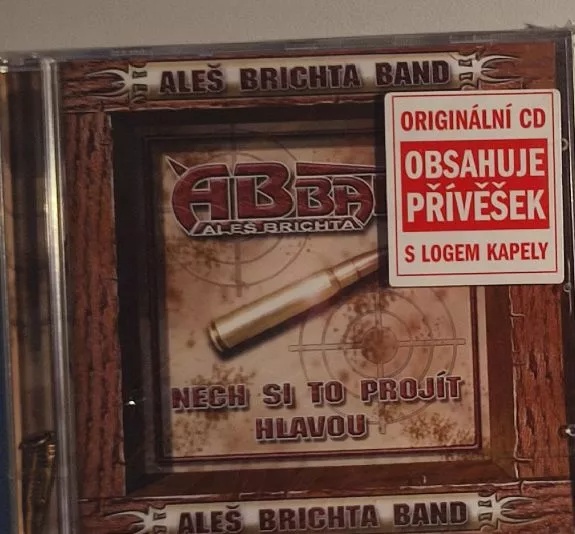 ALEŠ BRICHTA BAND
ORIGINÁLNÍ CD
OBSAHUJE
PŘÍVĚŠEK
S LOGEM KAPELY
ALEŠ BRICHTA
NECH SI TO PROJÍT
HLAVOU
ALEŠ BRICHTA BAND